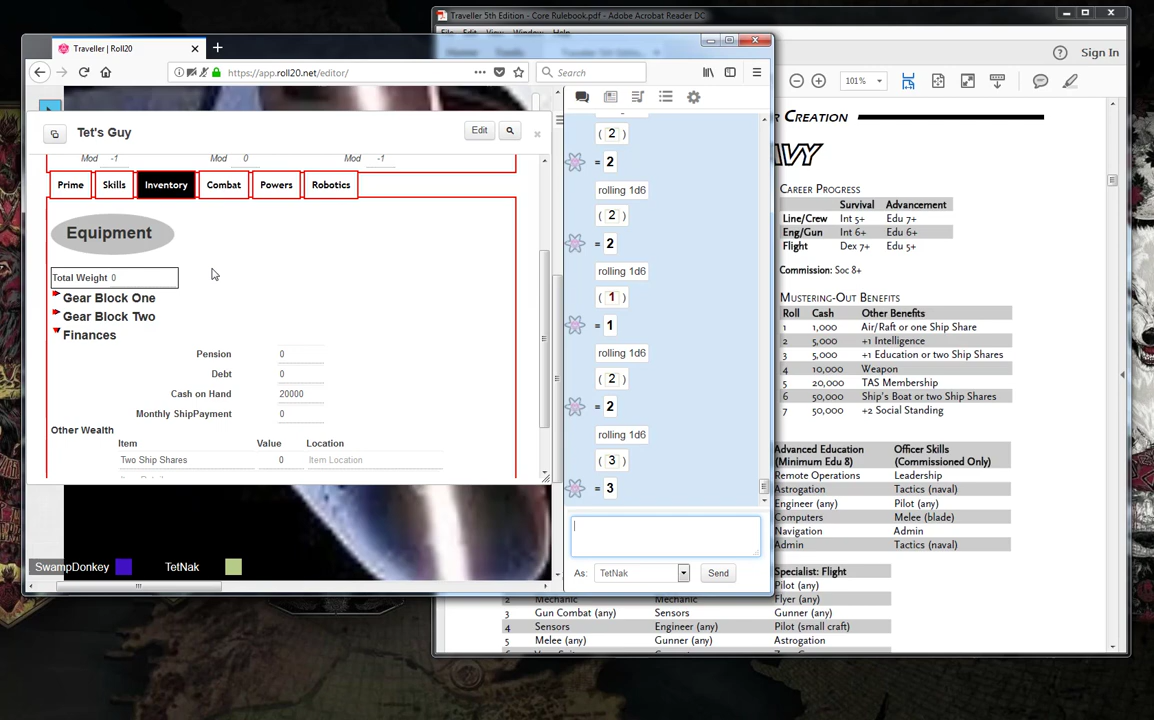 Traveller 5th Edition - Core Rulebook.pdf - Adobe Acrobat Reader DC
Sign In
101%
Traveller | Roll20
https://app.roll20.net/editor/
Search
Tet's Guy
Edit
Mod -1 Mod 0 Mod -1
Prime Skills Inventory Combat Powers Robotics
Equipment
Total Weight 0
Gear Block One
Gear Block Two
Finances
Pension 0
Debt 0
Cash on Hand 20000
Monthly ShipPayment 0
Other Wealth
Item Value Location
Two Ship Shares 0 Item Location
SwampDonkey TetNak
( 2 )
= 2
rolling 1d6
( 2 )
= 2
rolling 1d6
( 1 )
= 1
rolling 1d6
( 2 )
= 2
rolling 1d6
( 3 )
= 3
As: TetNak Send
CREATION
CAREER PROGRESS
Survival Advancement
Line/Crew Int 5+ Edu 7+
Eng/Gun Int 6+ Edu 6+
Flight Dex 7+ Edu 5+
Commission: Soc 8+
MUSTERING-OUT BENEFITS
Roll Cash Other Benefits
1 1,000 Air/Raft or one Ship Share
2 5,000 +1 Intelligence
3 5,000 +1 Education or two Ship Shares
4 10,000 Weapon
5 20,000 TAS Membership
6 50,000 Ship's Boat or two Ship Shares
7 50,000 +2 Social Standing
Advanced Education Officer Skills
(Minimum Edu 8) (Commissioned Only)
Remote Operations Leadership
Astrogation Tactics (naval)
Engineer (any) Pilot (any)
Computers Melee (blade)
Navigation Admin
Admin Tactics (naval)
Specialist: Flight
Pilot (any)
2 Mechanic Mechanic Flyer (any)
3 Gun Combat (any) Sensors Gunner (any)
4 Sensors Engineer (any) Pilot (small craft)
5 Melee (any) Gunner (any) Astrogation